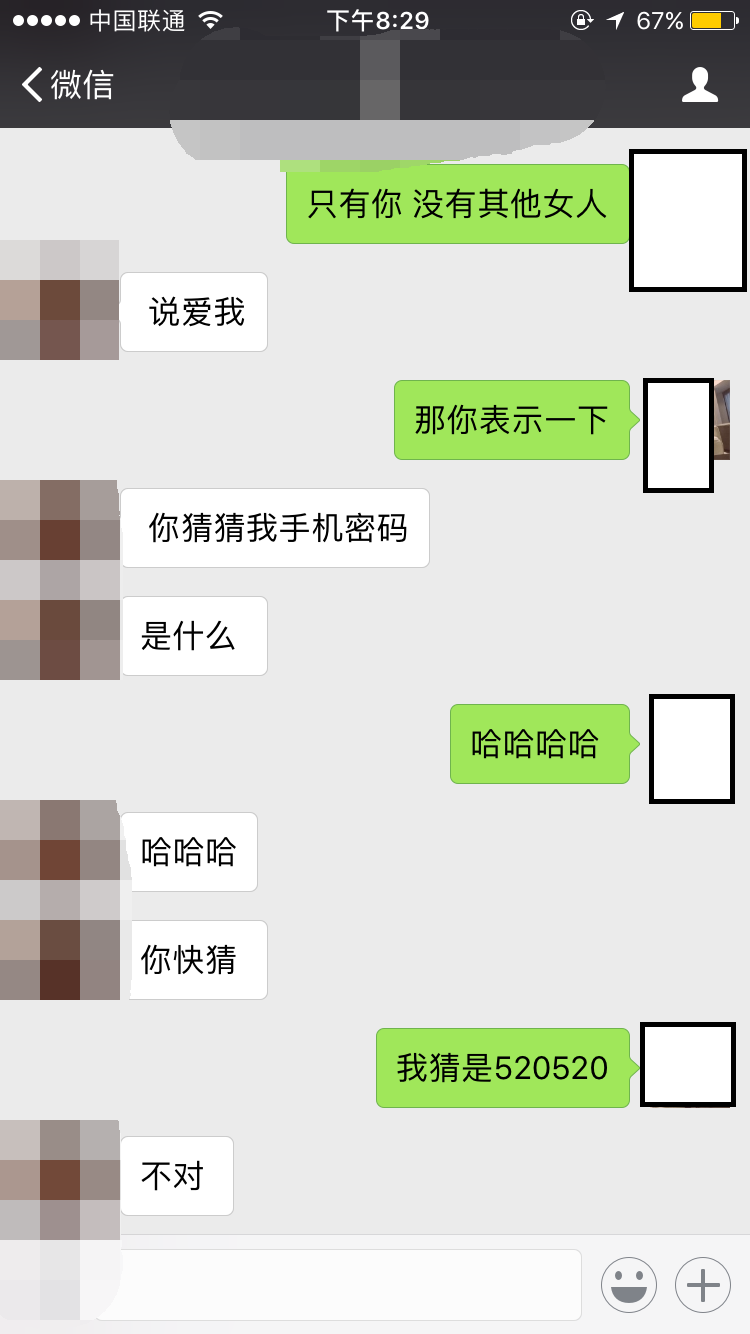 中国联通 下午8:29 67%
微信
只有你 没有其他女人
说爱我
那你表示一下
你猜猜我手机密码
是什么
哈哈哈哈
哈哈哈
你快猜
我猜是520520
不对